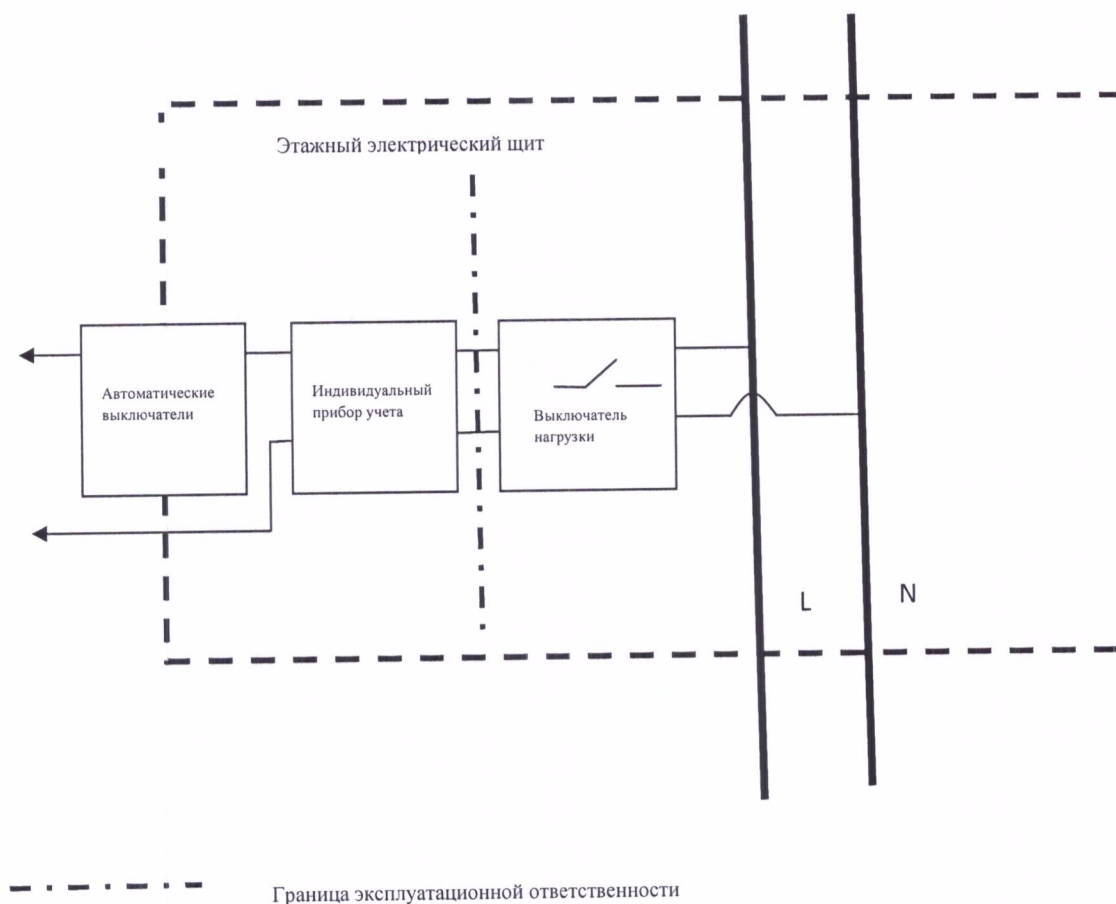 Этажный электрический щит
Автоматические
выключатели
Индивидуальный
прибор учета
Выключатель
нагрузки
L
N
Граница эксплуатационной ответственности